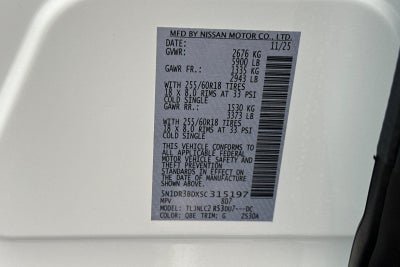 MFD BY NISSAN MOTOR CO., LTD.
DATE: 11/25
GVWR: 2676 KG
5900 LB
GAWR FR.: 1335 KG
2943 LB
WITH 255/60R18 TIRES
18 X 8.0 RIMS AT 33 PSI
COLD SINGLE
GAWR RR.: 1530 KG
3373 LB
WITH 255/60R18 TIRES
18 X 8.0 RIMS AT 33 PSI
COLD SINGLE
THIS VEHICLE CONFORMS TO
ALL APPLICABLE FEDERAL
MOTOR VEHICLE SAFETY AND
THEFT PREVENTION
STANDARDS IN EFFECT ON THE
DATE OF MANUFACTURE
SHOWN ABOVE.
5N1DR3BDXSC315197
MPV 807
MODEL:
COLOR: QBE TRIM: G